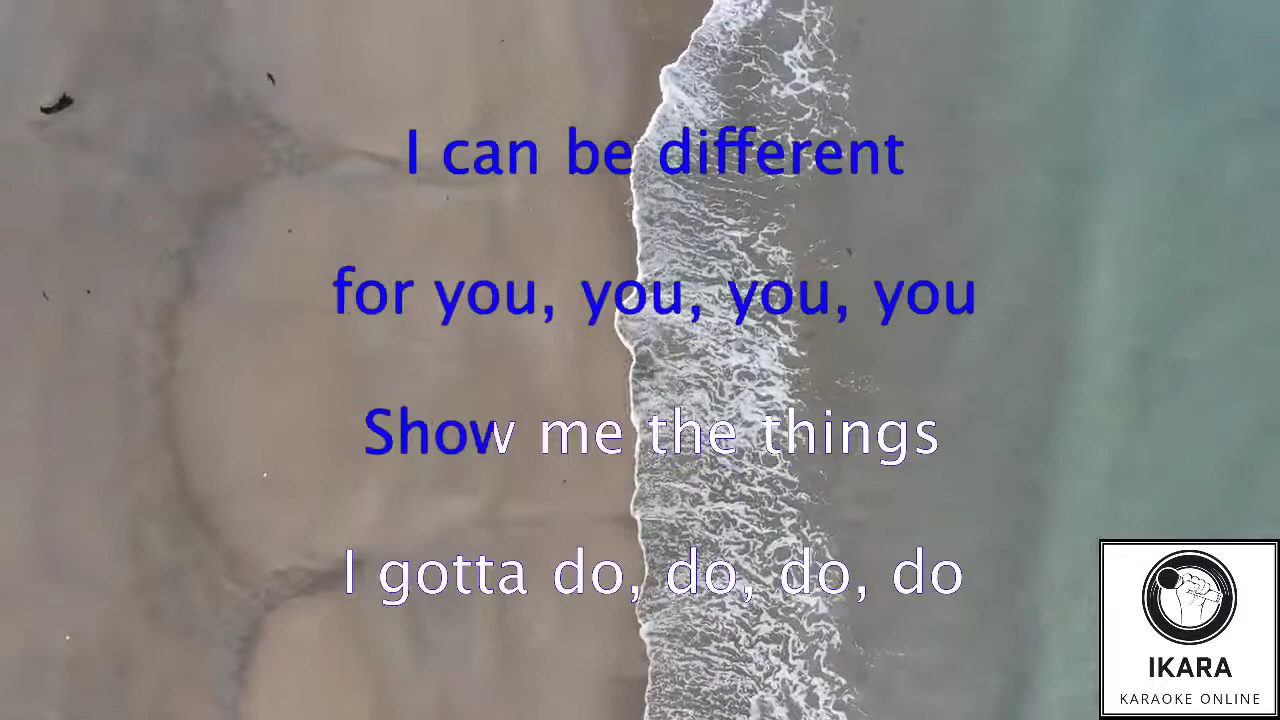 I can be different
for you, you, you, you
Show me the things
I gotta do, do, do, do
IKARA
KARAOKE ONLINE